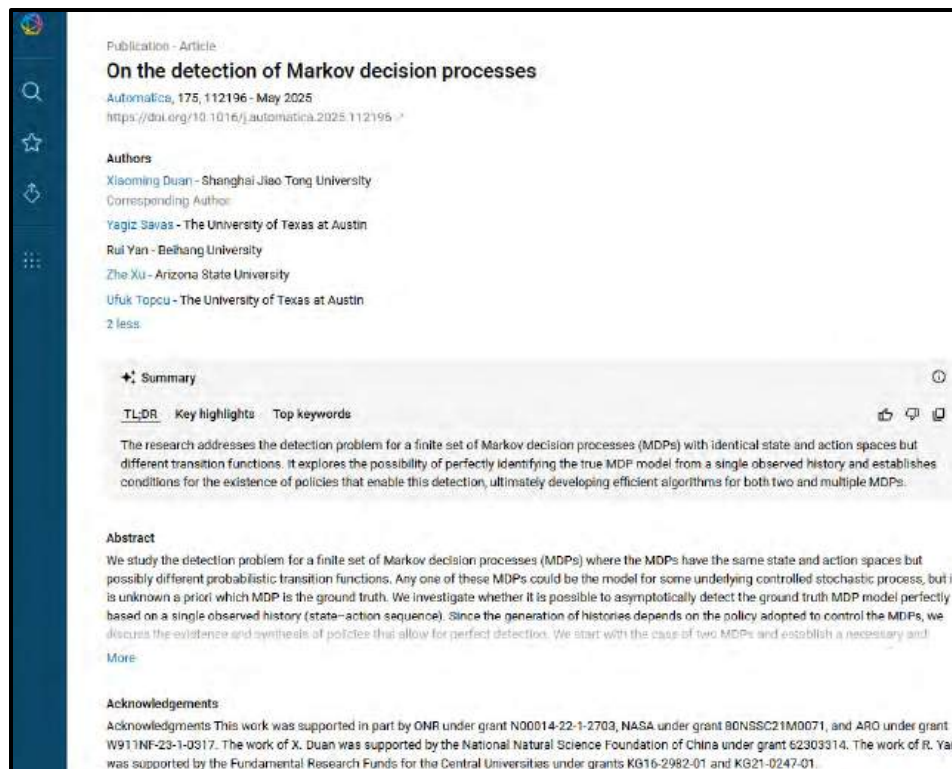 Publication - Article
On the detection of Markov decision processes
Automatica, 175, 112196 - May 2025
https://doi.org/10.1016/j.automatica.2025.112196
Authors
Xiaoming Duan - Shanghai Jiao Tong University
Corresponding Author
Yagiz Savas - The University of Texas at Austin
Rui Yan - Beihang University
Zhe Xu - Arizona State University
Ufuk Topcu - The University of Texas at Austin
2 less
Summary
TL;DR Key highlights Top keywords
The research addresses the detection problem for a finite set of Markov decision processes (MDPs) with identical state and action spaces but
different transition functions. It explores the possibility of perfectly identifying the true MDP model from a single observed history and establishes
conditions for the existence of policies that enable this detection, ultimately developing efficient algorithms for both two and multiple MDPs.
Abstract
We study the detection problem for a finite set of Markov decision processes (MDPs) where the MDPs have the same state and action spaces but
possibly different probabilistic transition functions. Any one of these MDPs could be the model for some underlying controlled stochastic process, but i
is unknown a priori which MDP is the ground truth. We investigate whether it is possible to asymptotically detect the ground truth MDP model perfectly
based on a single observed history (state–action sequence). Since the generation of histories depends on the policy adopted to control the MDPs, we
discuss the existence and synthesis of policies that allow for perfect detection. We start with the case of two MDPs and establish a necessary and
More
Acknowledgements
Acknowledgments This work was supported in part by ONR under grant N00014-22-1-2703, NASA under grant 80NSSC21M0071, and ARO under grant
W911NF-23-1-0317. The work of X. Duan was supported by the National Natural Science Foundation of China under grant 62303314. The work of R. Ya
was supported by the Fundamental Research Funds for the Central Universities under grants KG16-2982-01 and KG21-0247-01.